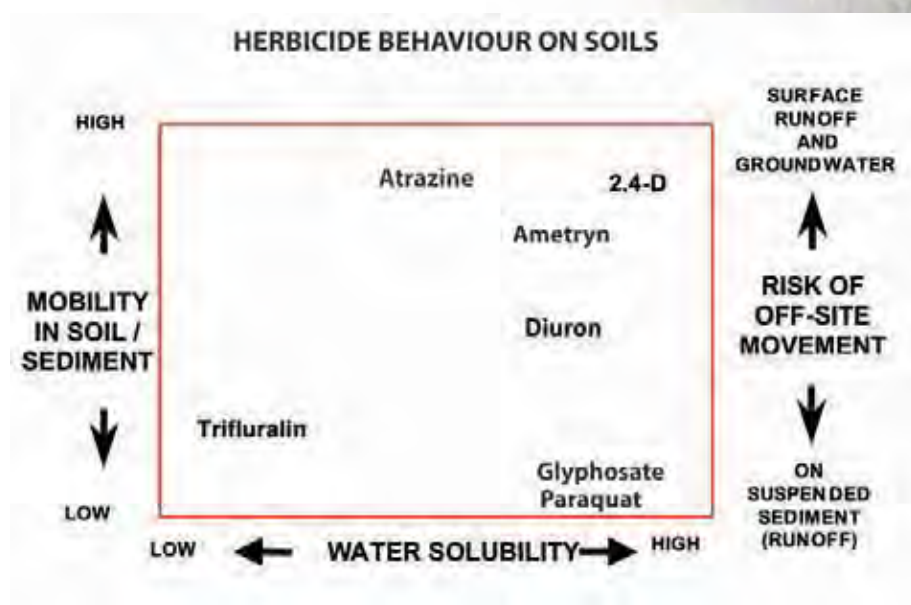 HERBICIDE BEHAVIOUR ON SOILS
HIGH
MOBILITY
IN SOIL /
SEDIMENT
LOW
Atrazine
2.4-D
Ametryn
Diuron
Trifluralin
Glyphosate
Paraquat
LOW
WATER SOLUBILITY
HIGH
SURFACE
RUNOFF
AND
GROUNDWATER
RISK OF
OFF-SITE
MOVEMENT
ON
SUSPENDED
SEDIMENT
(RUNOFF)